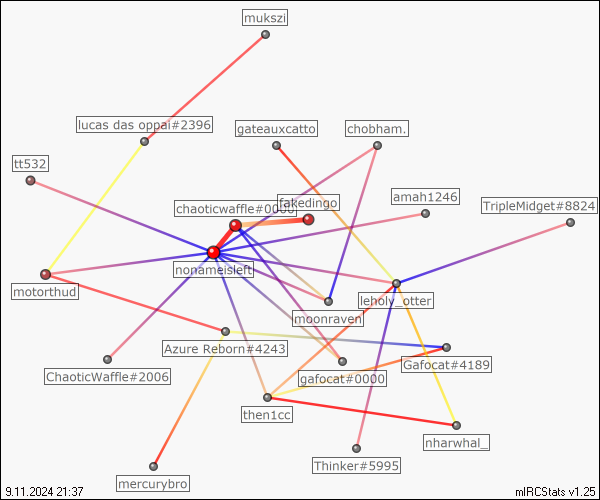 mukszi
lucas das oppai#2396
gateauxcatto
chobham.
tt532
chaoticwaffle#0000
fakedingo
amah1246
TripleMidget#8824
nonameisleft
motorthud
leholy_otter
moonraven
Azure Reborn#4243
Gafocat#4189
ChaoticWaffle#2006
gafocat#0000
then1cc
nharwhal_
Thinker#5995
mercurybro
9.11.2024 21:37
mIRCStats v1.25